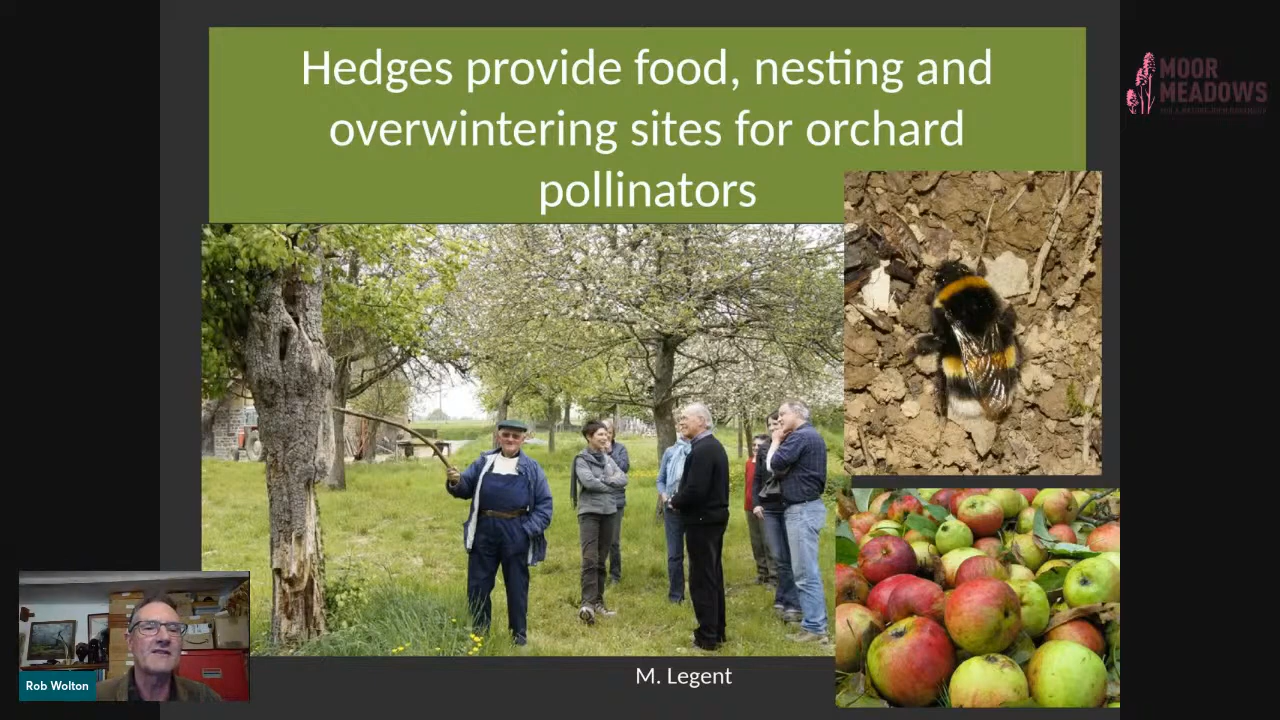 Hedges provide food, nesting and
overwintering sites for orchard
pollinators
MOOR
MEADOWS
M. Legent
Rob Wolton